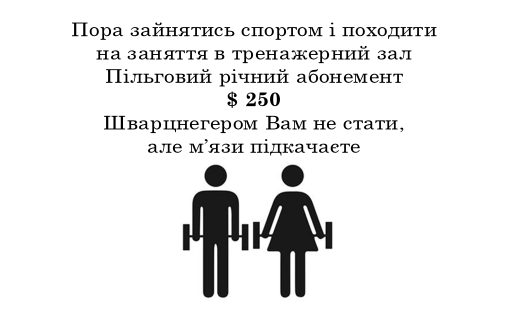 Пора зайнятись спортом і походити
на заняття в тренажерний зал
Пільговий річний абонемент
$ 250
Шварцнегером Вам не стати,
але м’язи підкачаєте